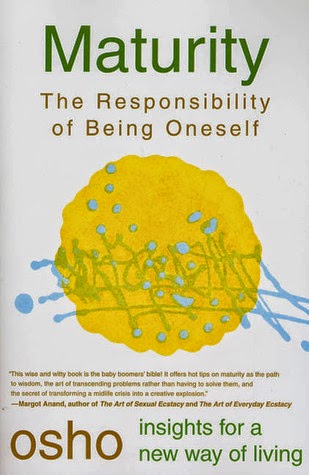 Maturity
The Responsibility
of Being Oneself
"This wise and witty book is the baby boomers' bible! It offers hot tips on maturity as the path
to wisdom, the art of transcending problems rather than having to solve them, and
the secret of transforming a midlife crisis into a creative explosion."
—Margot Anand, author of The Art of Sexual Ecstasy and The Art of Everyday Ecstasy
osho insights for a
new way of living